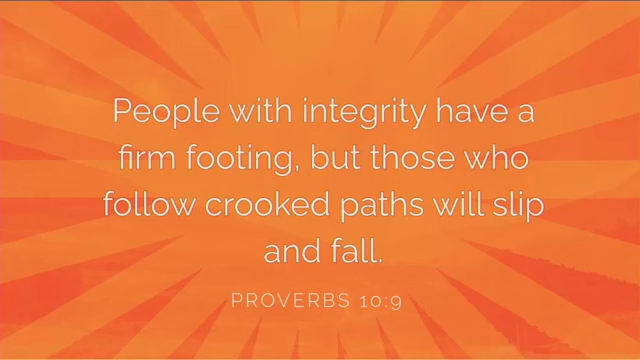 People with integrity have a
firm footing, but those who
follow crooked paths will slip
and fall.
PROVERBS 10:9